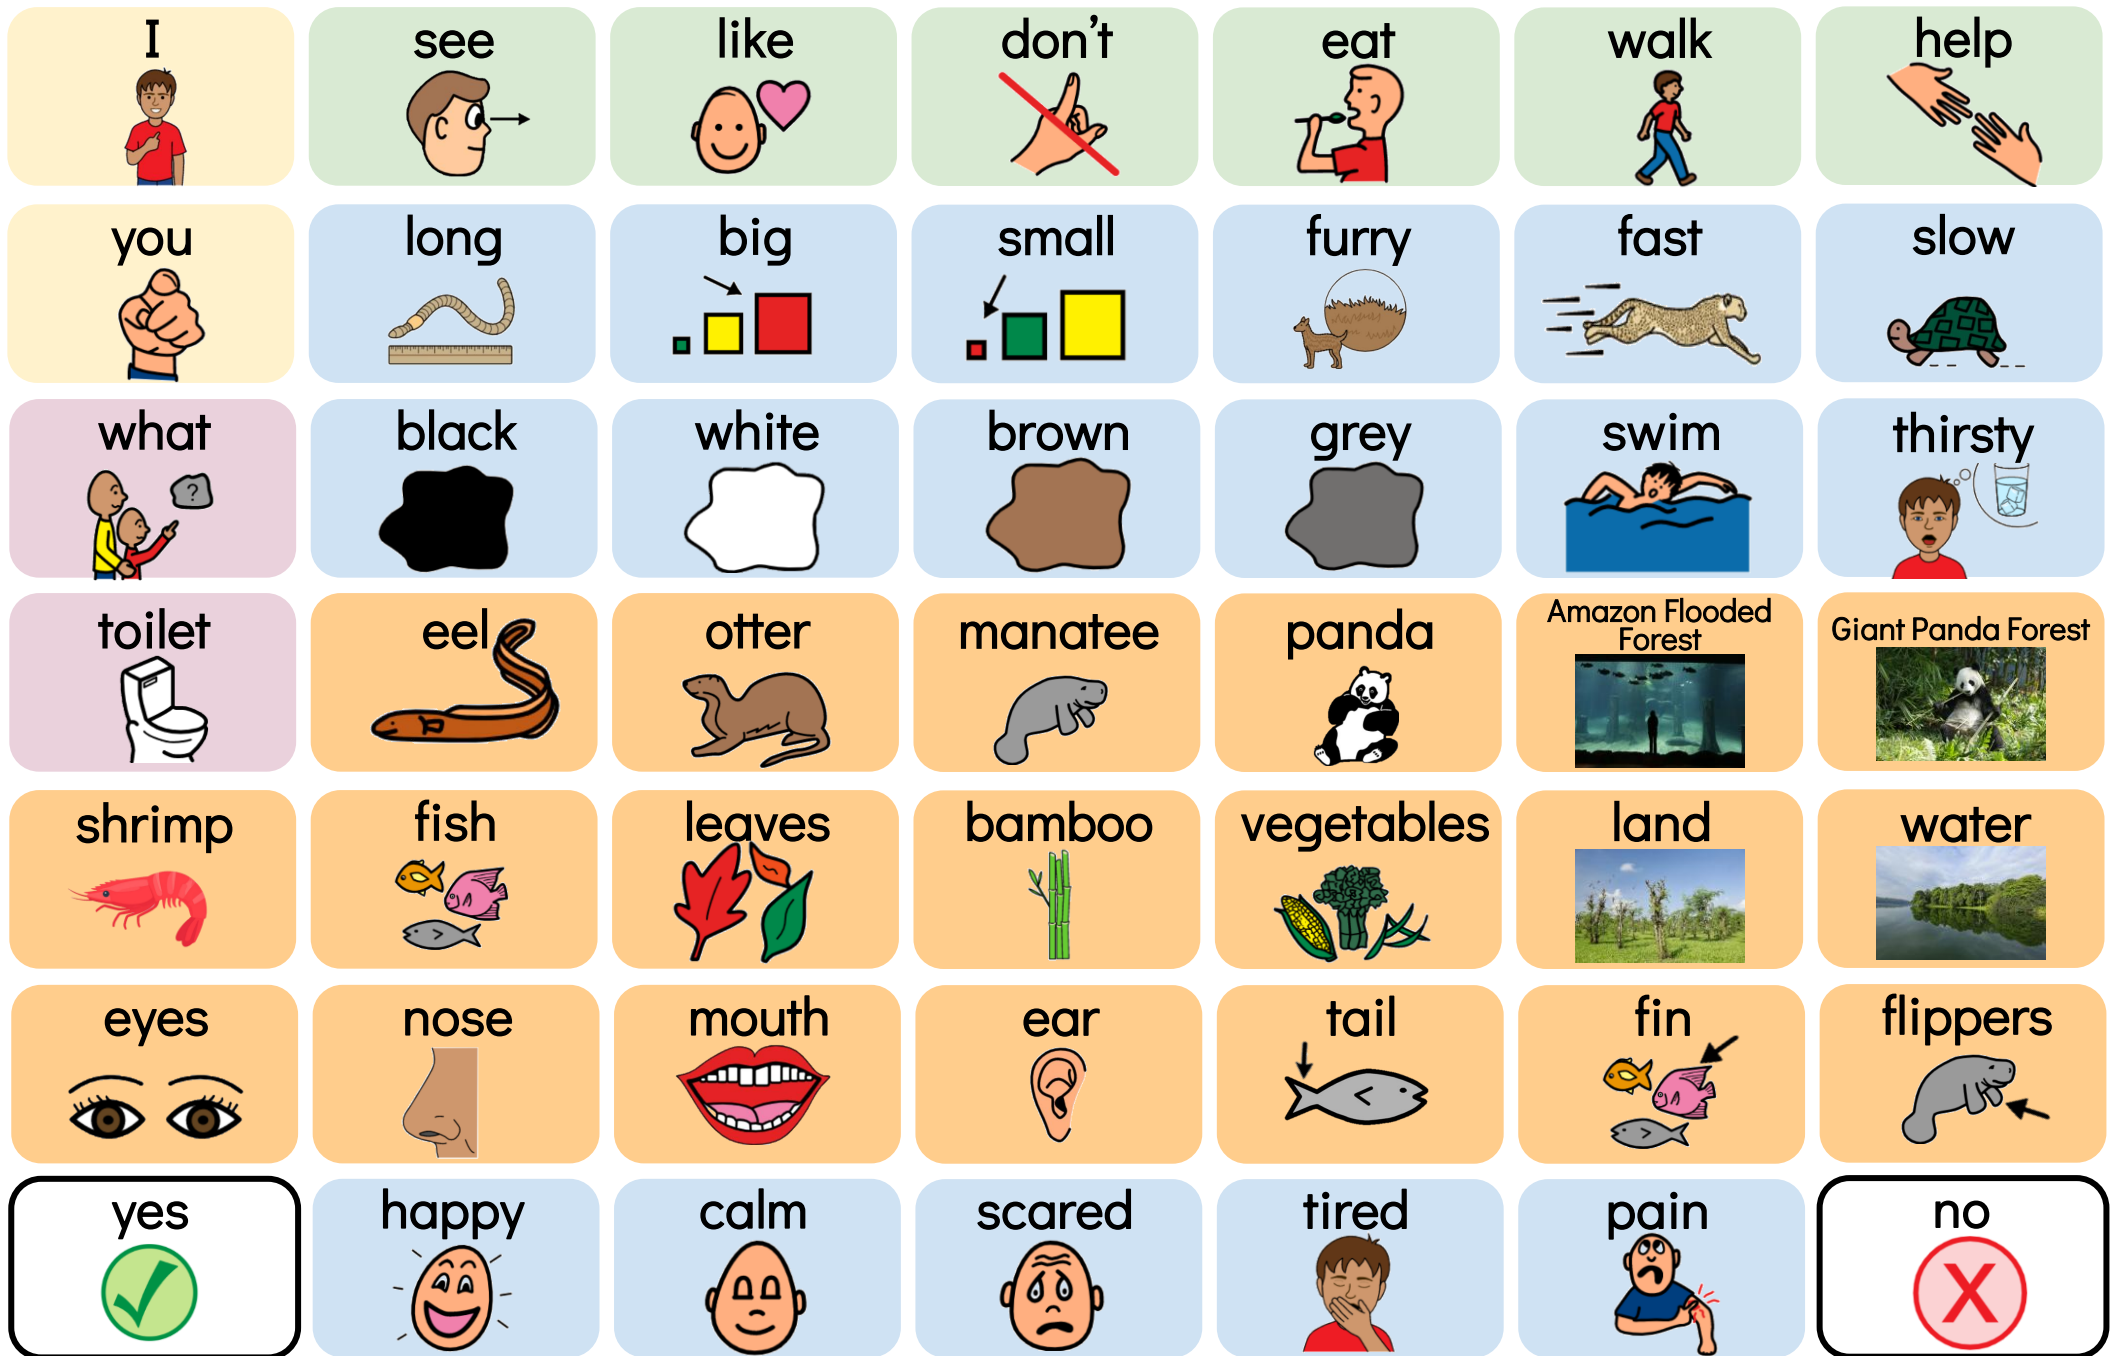 I
see
like
don't
eat
walk
help
you
long
big
small
furry
fast
slow
what
?
black
white
brown
grey
swim
thirsty
toilet
eel
otter
manatee
panda
Amazon Flooded
Forest
Giant Panda Forest
shrimp
fish
leaves
bamboo
vegetables
land
water
eyes
nose
mouth
ear
tail
fin
flippers
yes
happy
calm
scared
tired
pain
no
X